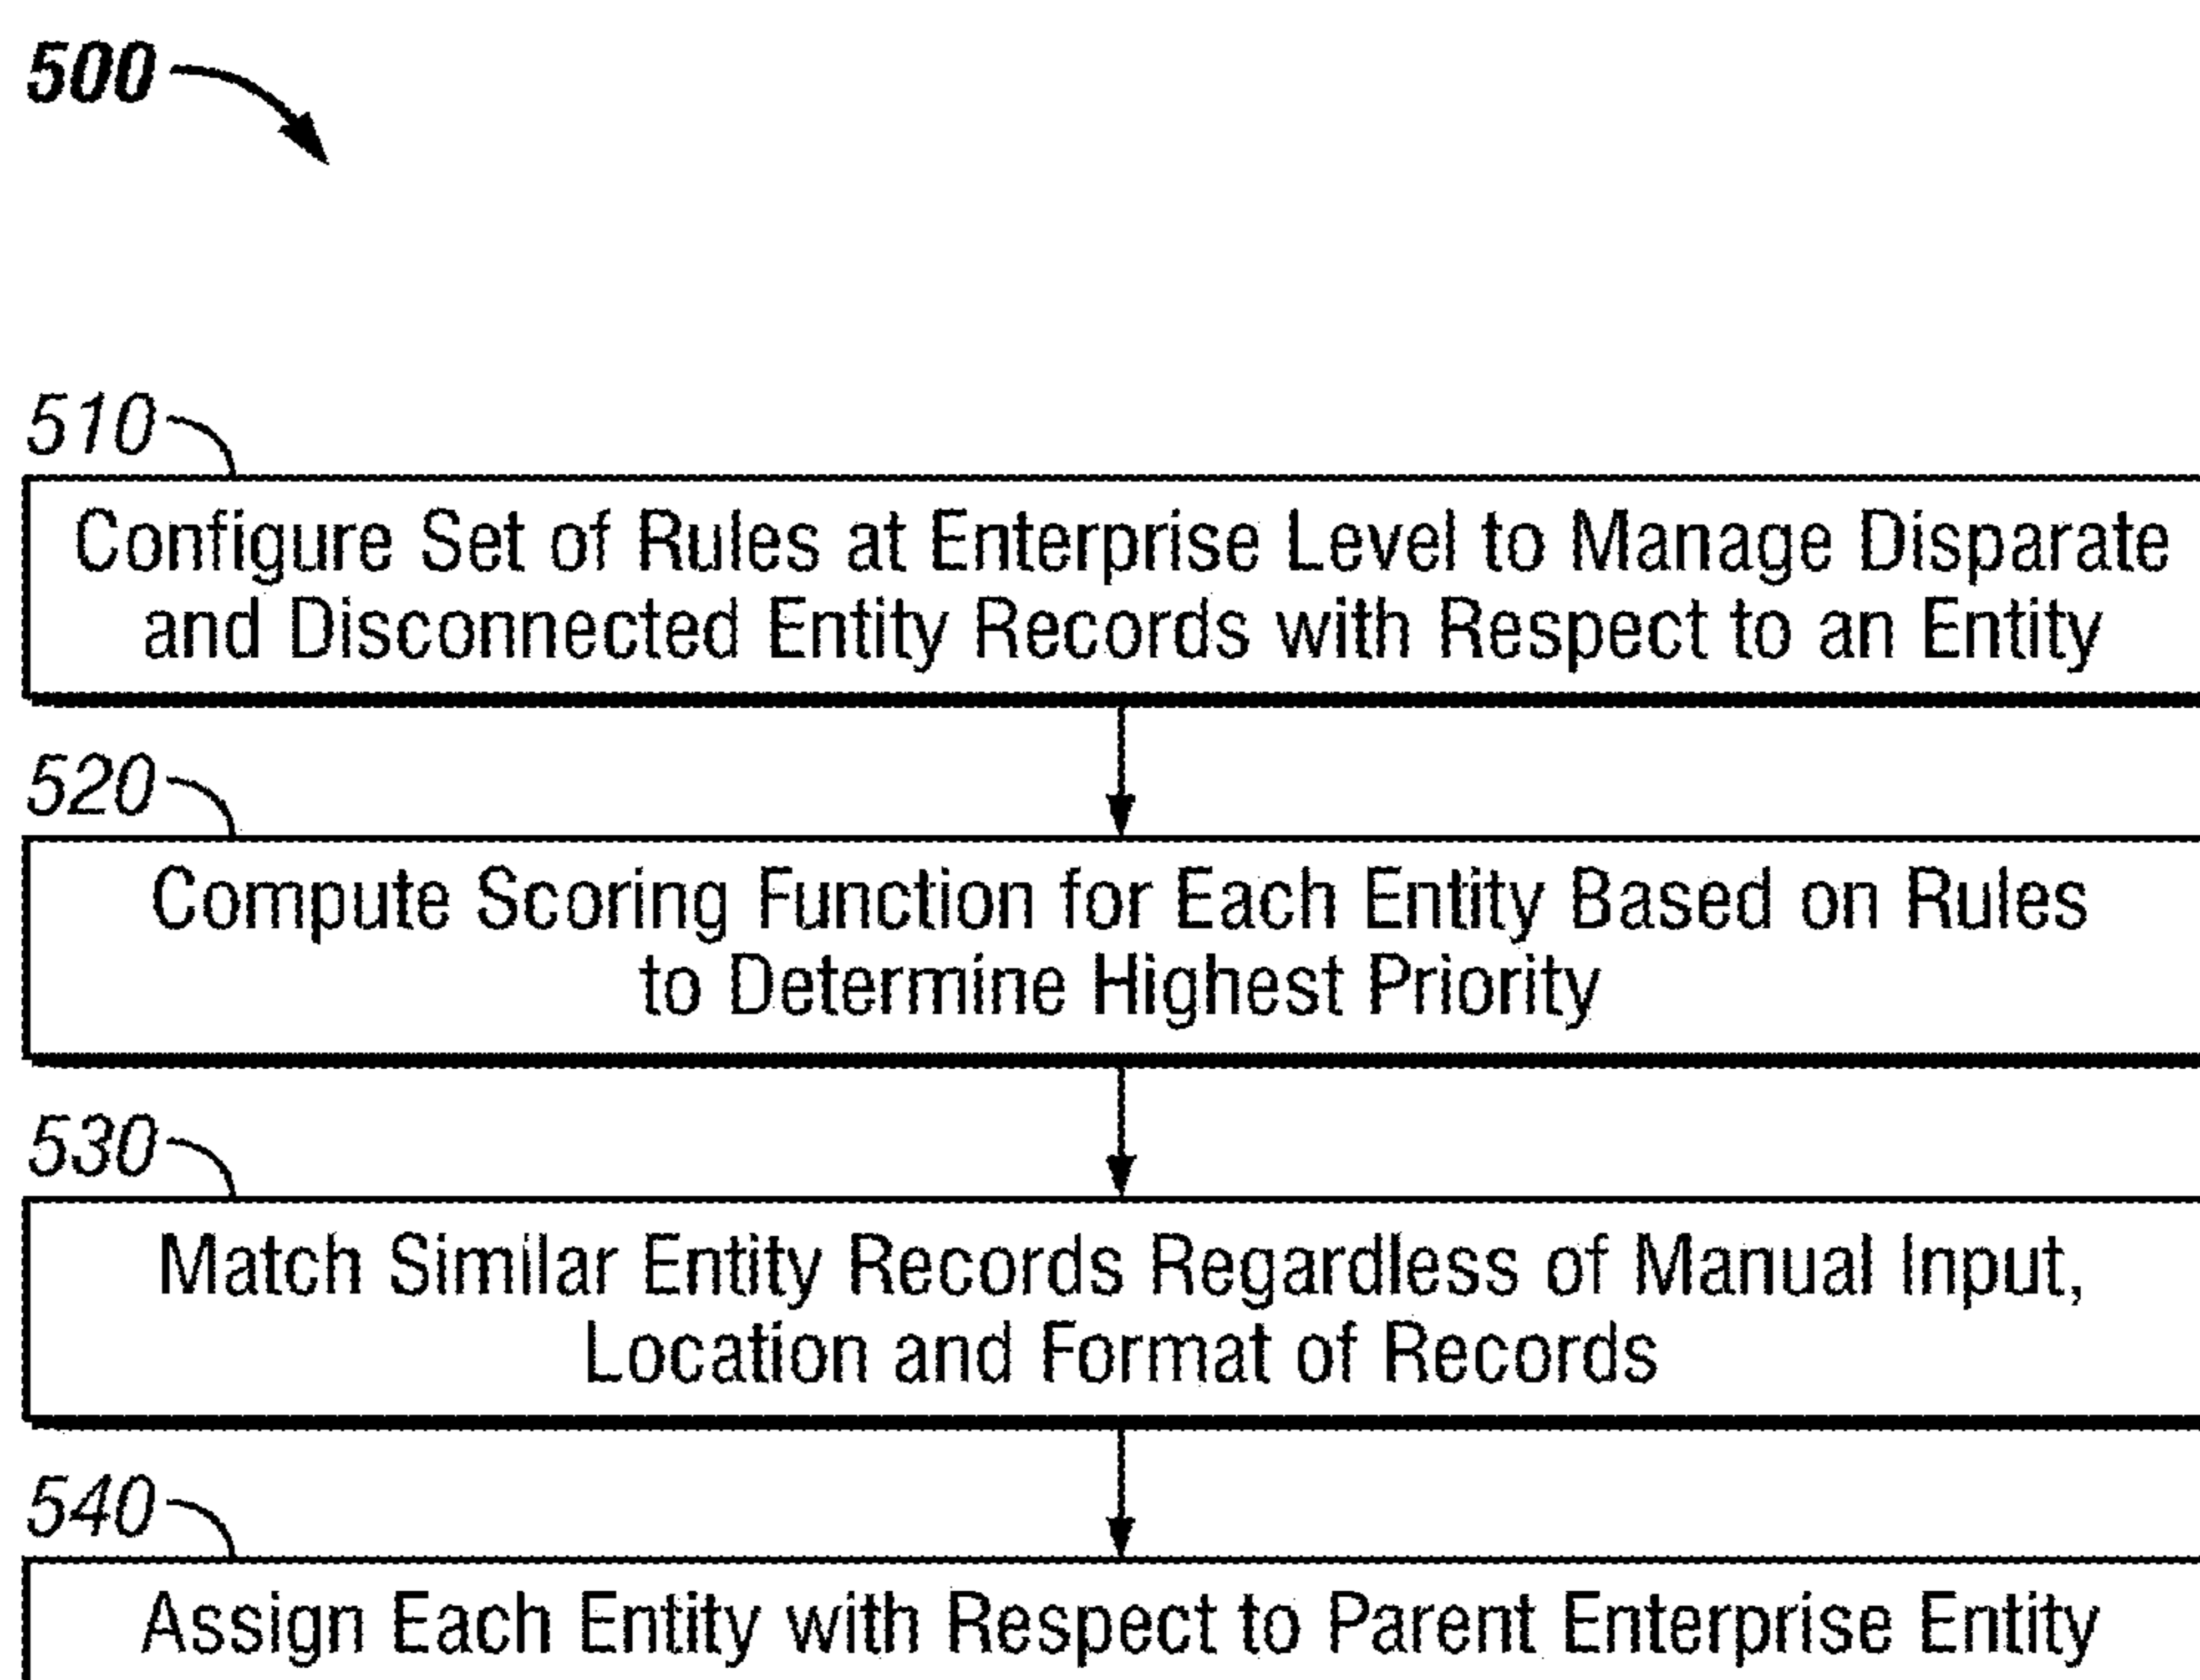 500
510
Configure Set of Rules at Enterprise Level to Manage Disparate
and Disconnected Entity Records with Respect to an Entity
520
Compute Scoring Function for Each Entity Based on Rules
to Determine Highest Priority
530
Match Similar Entity Records Regardless of Manual Input,
Location and Format of Records
540
Assign Each Entity with Respect to Parent Enterprise Entity